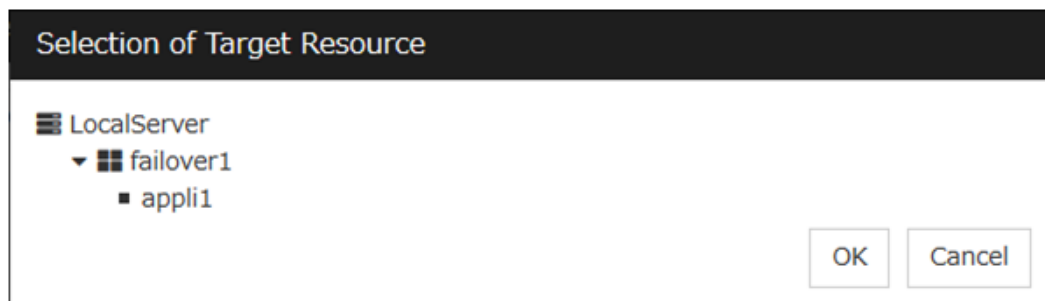 Selection of Target Resource
LocalServer
failover1
appli1
OK Cancel